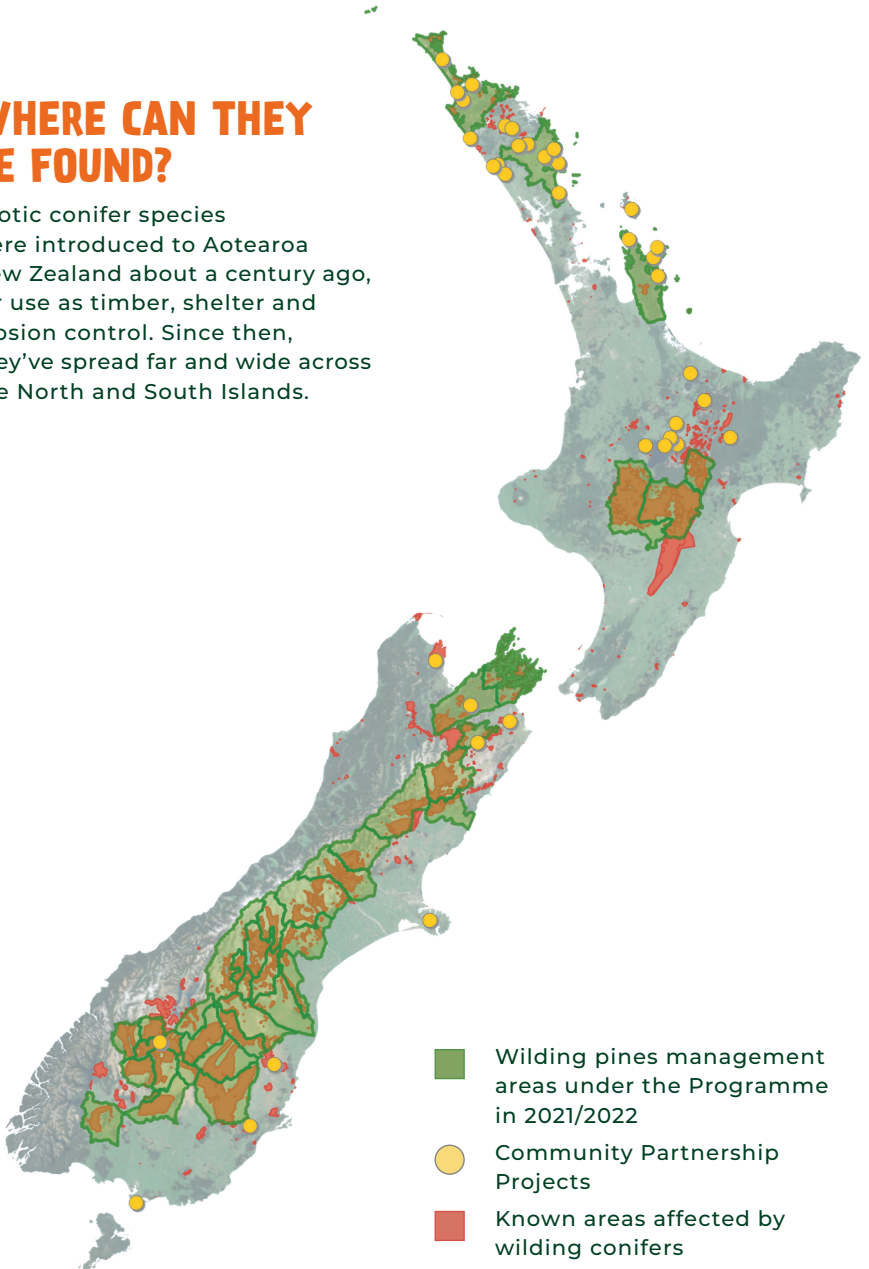 WHERE CAN THEY
E FOUND?
otic conifer species
ere introduced to Aotearoa
ew Zealand about a century ago,
r use as timber, shelter and
osion control. Since then,
ey’ve spread far and wide across
e North and South Islands.
Wilding pines management
areas under the Programme
in 2021/2022
Community Partnership
Projects
Known areas affected by
wilding conifers